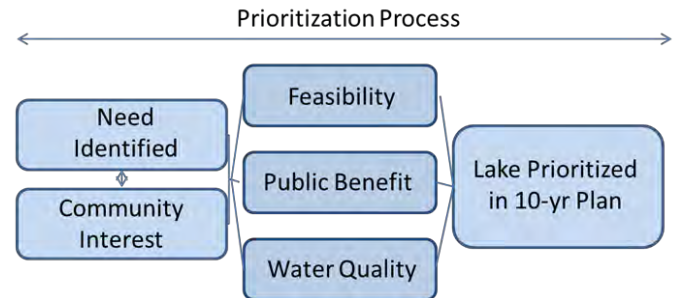 Prioritization Process
Need
Identified
Community
Interest
Feasibility
Public Benefit
Water Quality
Lake Prioritized
in 10-yr Plan